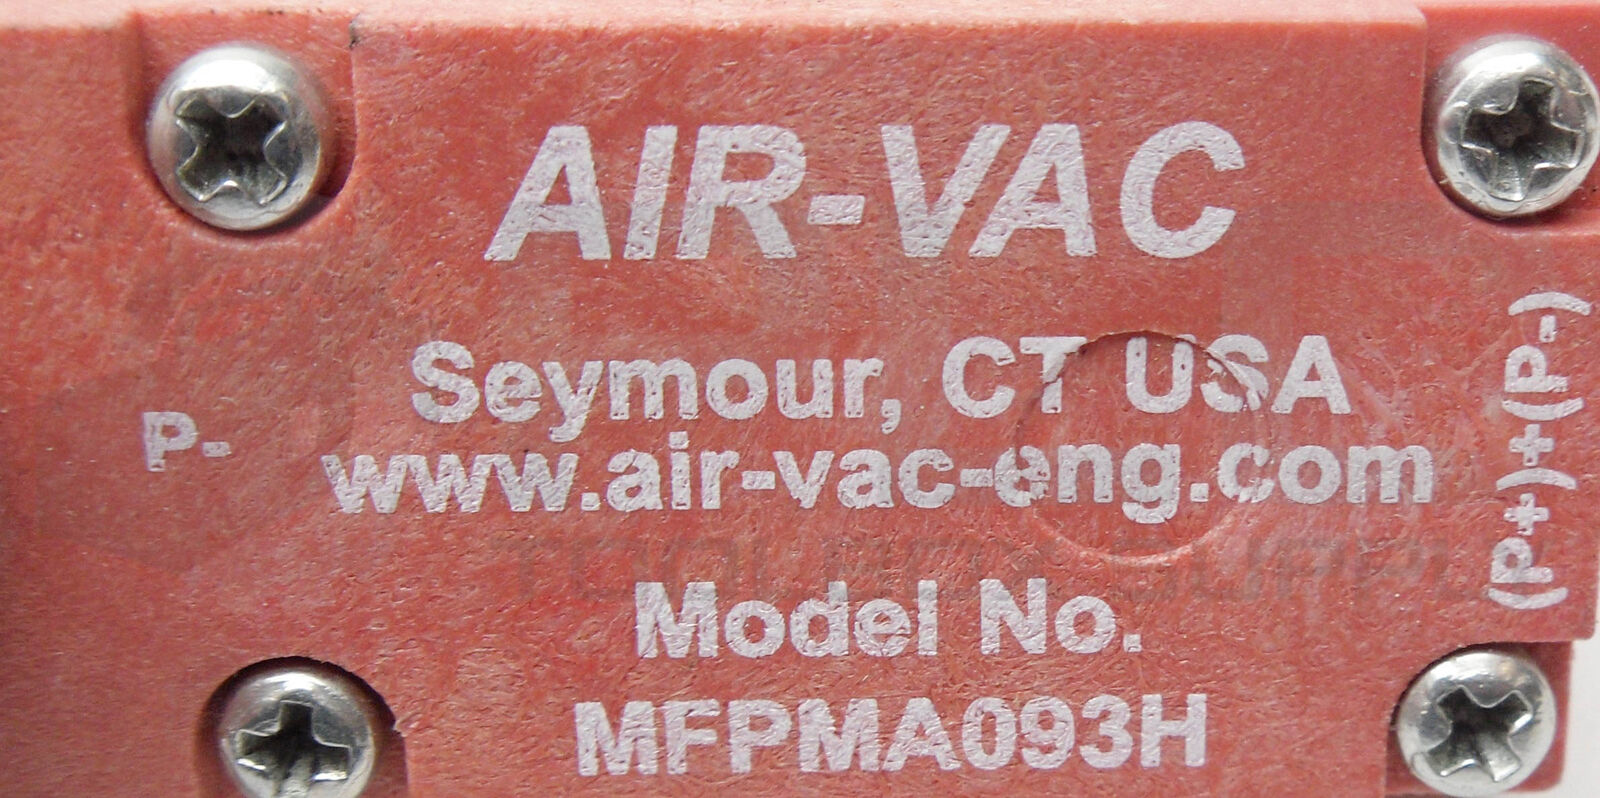 AIR-VAC
Seymour, CT USA
www.air-vac-eng.com
P-
Model No.
MFPMA093H
(P+)+(P-)